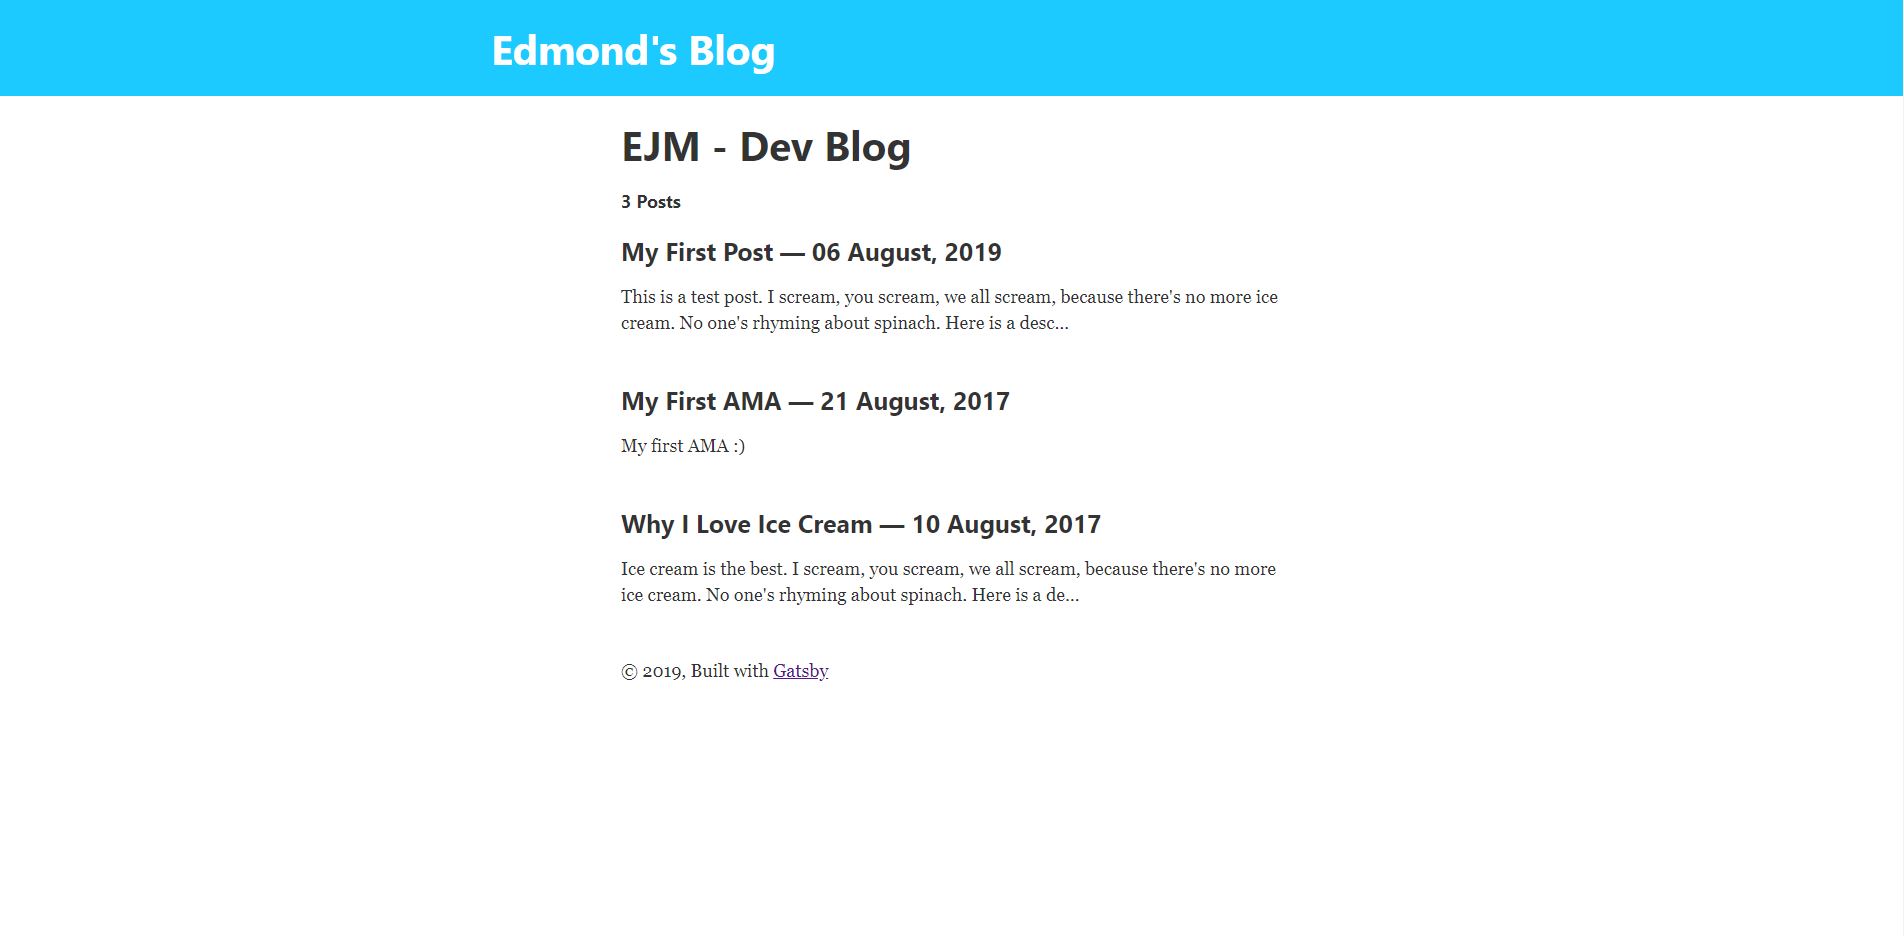 Edmond's Blog
EJM - Dev Blog
3 Posts
My First Post — 06 August, 2019
This is a test post. I scream, you scream, we all scream, because there's no more ice
cream. No one's rhyming about spinach. Here is a desc…
My First AMA — 21 August, 2017
My first AMA :)
Why I Love Ice Cream — 10 August, 2017
Ice cream is the best. I scream, you scream, we all scream, because there's no more
ice cream. No one's rhyming about spinach. Here is a de…
© 2019, Built with Gatsby